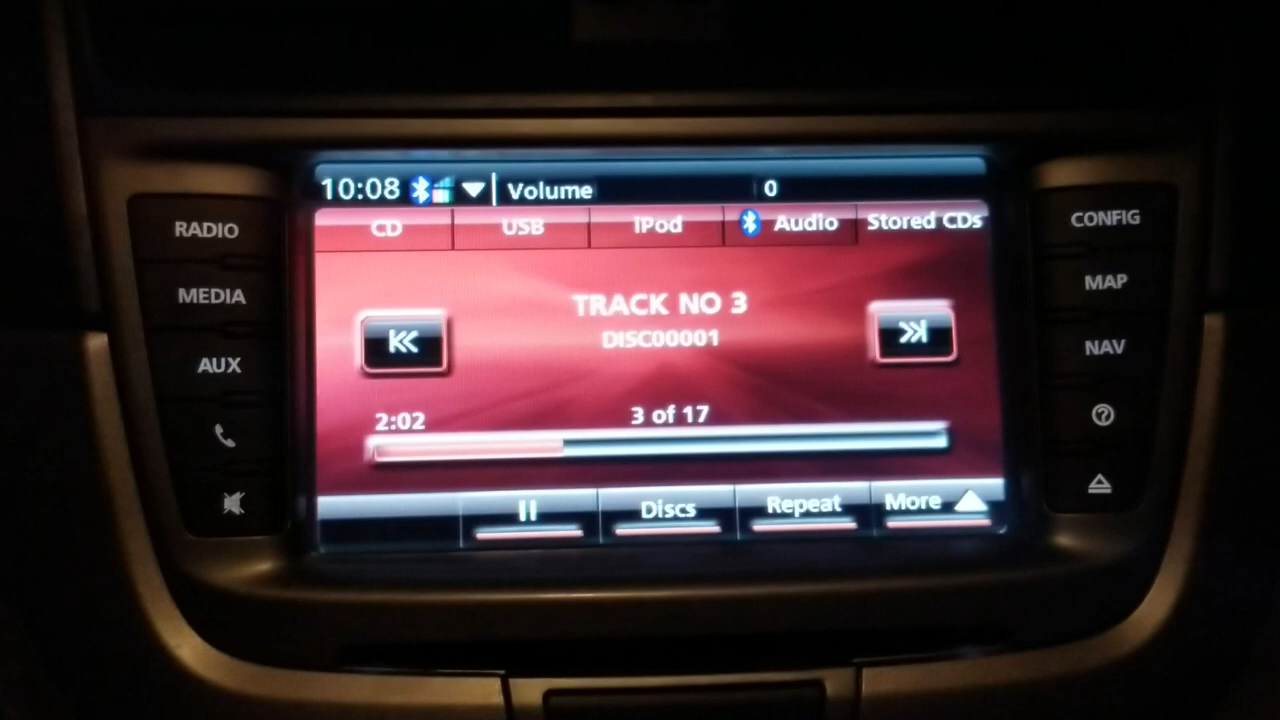 10:08 Volume 0
CD USB iPod Audio Stored CDs
TRACK NO 3
DISC00001
2:02 3 of 17
Discs Repeat More
RADIO
MEDIA
AUX
CONFIG
MAP
NAV
?